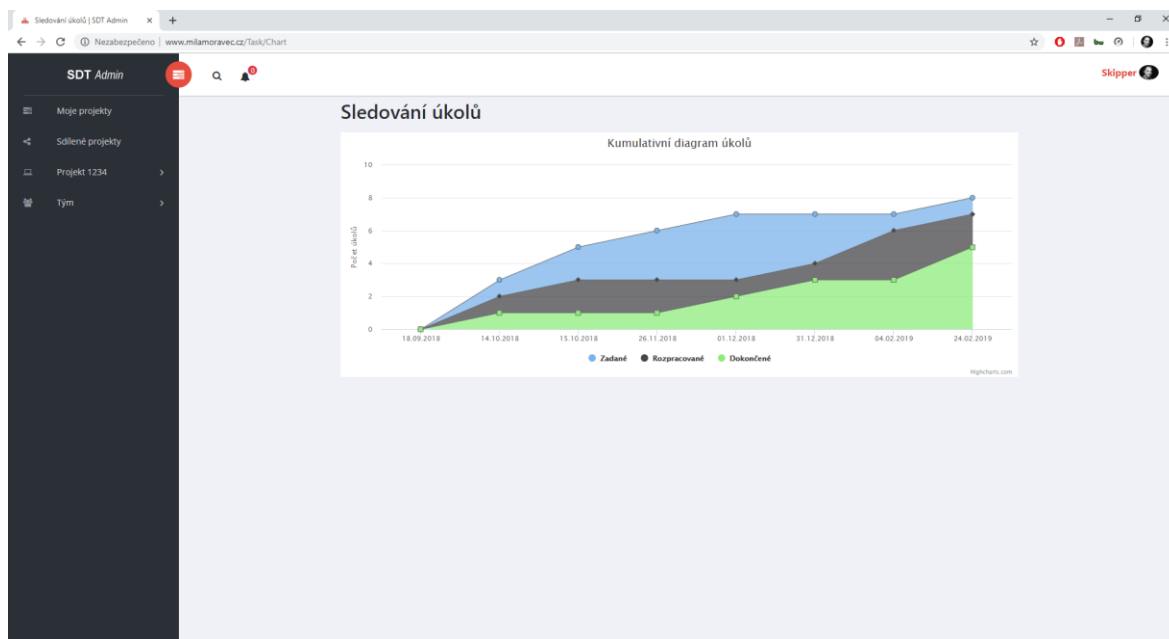 Sledování úkolů | SDT Admin
Nezabezpečeno | www.milamoravec.cz/Task/Chart
SDT Admin
0
Skipper
Moje projekty
Sdílené projekty
Projekt 1234
Tým
Sledování úkolů
Kumulativní diagram úkolů
Počet úkolů
10
8
6
4
2
0
18.09.2018 14.10.2018 15.10.2018 26.11.2018 01.12.2018 31.12.2018 04.02.2019 24.02.2019
Zadané Rozpracované Dokončené
Highcharts.com